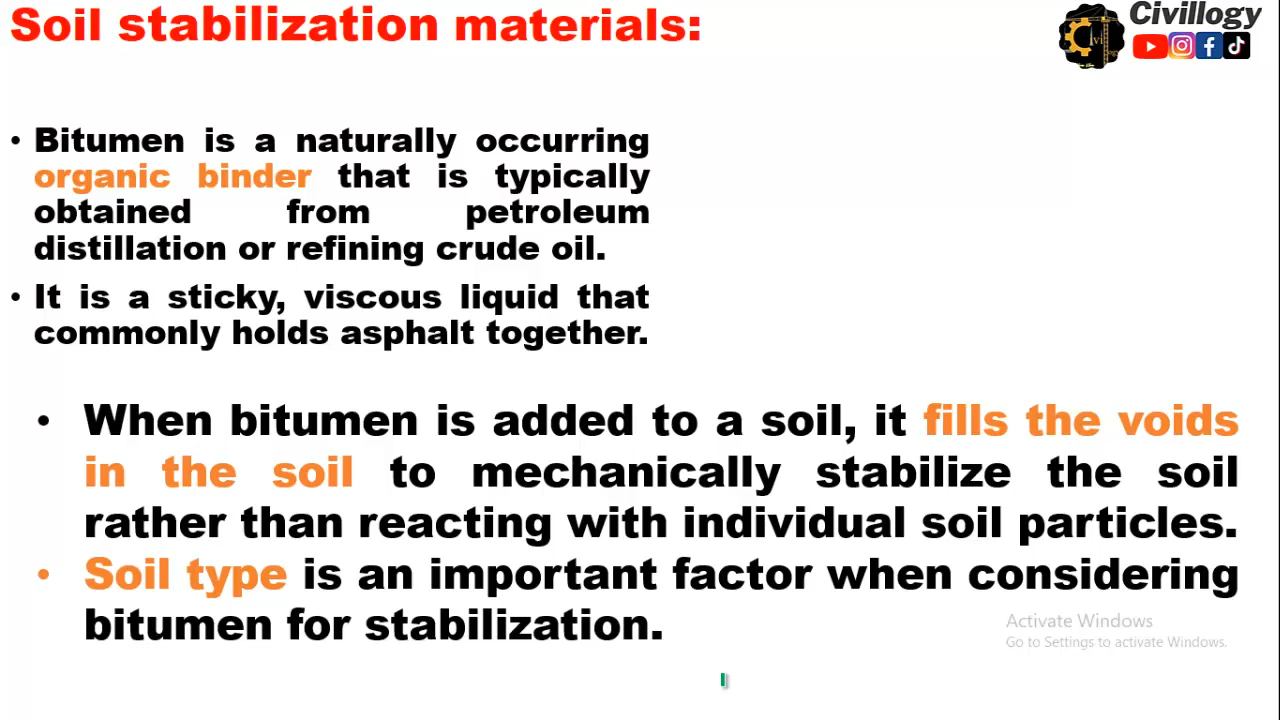 Soil stabilization materials:
Civillogy
• Bitumen is a naturally occurring
organic binder that is typically
obtained from petroleum
distillation or refining crude oil.
• It is a sticky, viscous liquid that
commonly holds asphalt together.
• When bitumen is added to a soil, it fills the voids
in the soil to mechanically stabilize the soil
rather than reacting with individual soil particles.
• Soil type is an important factor when considering
bitumen for stabilization.
Activate Windows
Go to Settings to activate Windows.